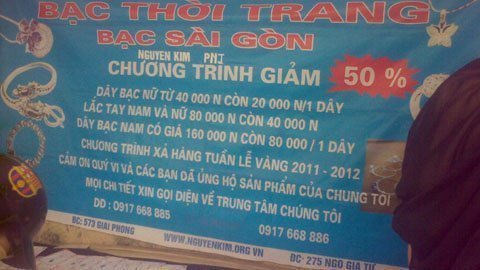 BẠC THỜI TRANG
BẠC SÀI GÒN
NGUYEN KIM PNJ
CHƯƠNG TRÌNH GIẢM 50 %
DÂY BẠC NỮ TỪ 40 000 N CÒN 20 000 N/1 DÂY
LẮC TAY NAM VÀ NỮ 80 000 N CÒN 40 000 N
DÂY BẠC NAM CÓ GIÁ 160 000 N CÒN 80 000 / 1 DÂY
CHƯƠNG TRÌNH XẢ HÀNG TUẦN LỄ VÀNG 2011 - 2012
CẢM ƠN QUÝ VỊ VÀ CÁC BẠN ĐÃ ỦNG HỘ SẢN PHẨM CỦA CHUNG TÔI
MỌI CHI TIẾT XIN GỌI ĐIỆN VỀ TRUNG TÂM CHÚNG TÔI
DĐ : 0917 668 885 0917 668 886
ĐC: 573 GIAI PHONG WWW.NGUYENKIM.ORG.VN ĐC: 275 NGO GIA TỰ